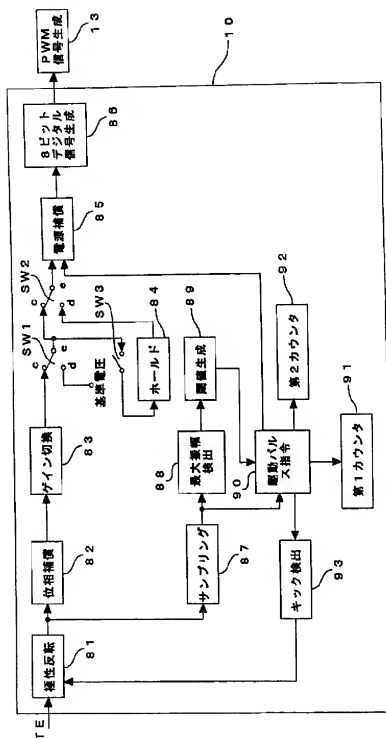 TE
極性反転
81
位相補償
82
ゲイン切換
83
SW1
c
c
d
基準電圧
SW2
c
e
d
SW3
ホールド
84
電源補償
85
8ビット
デジタル
信号生成
86
PWM
信号生成
13
10
サンプリング
87
最大振幅
検出
88
閾値生成
89
駆動パル
ス指令
90
キック検出
93
第2カウンタ
92
第1カウンタ
91